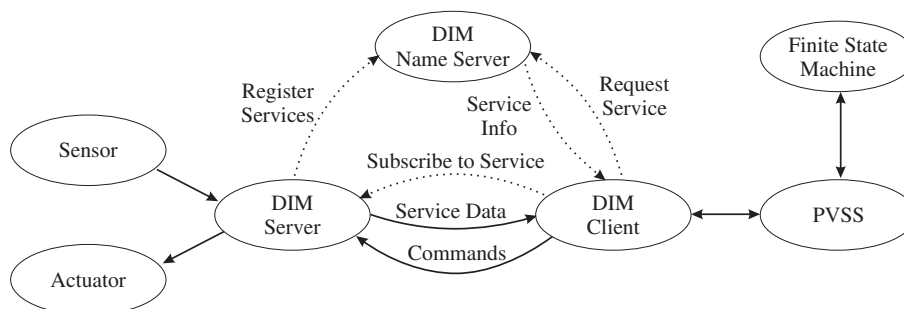 DIM
Name Server
Finite State
Machine
Register
Services
Service
Info
Request
Service
Sensor
Subscribe to Service
DIM
Server
Service Data
DIM
Client
PVSS
Commands
Actuator